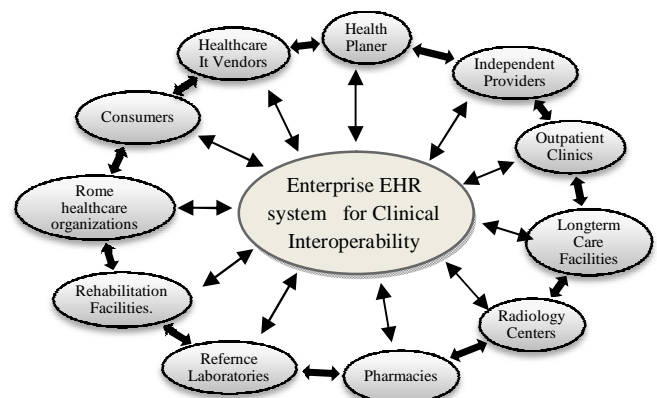 Health
Planer
Healthcare
It Vendors
Independent
Providers
Consumers
Outpatient
Clinics
Enterprise EHR
system for Clinical
Interoperability
Rome
healthcare
organizations
Longterm
Care
Facilities
Rehabilitation
Facilities.
Radiology
Centers
Refernce
Laboratories
Pharmacies